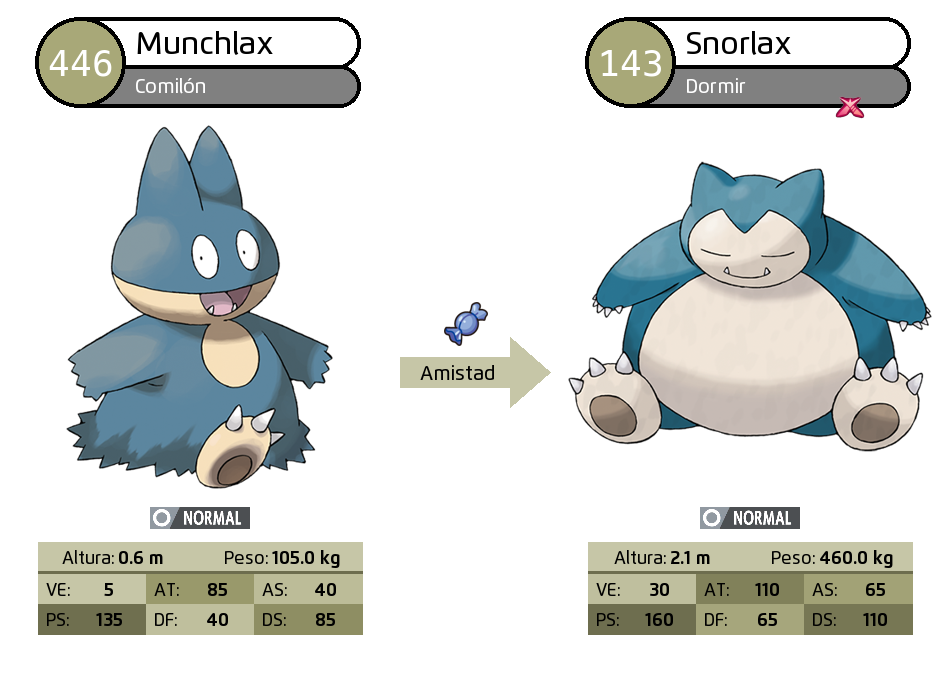 446
Munchlax
Comilón
143
Snorlax
Dormir
Amistad
NORMAL
Altura: 0.6 m Peso: 105.0 kg
VE: 5 AT: 85 AS: 40
PS: 135 DF: 40 DS: 85
NORMAL
Altura: 2.1 m Peso: 460.0 kg
VE: 30 AT: 110 AS: 65
PS: 160 DF: 65 DS: 110